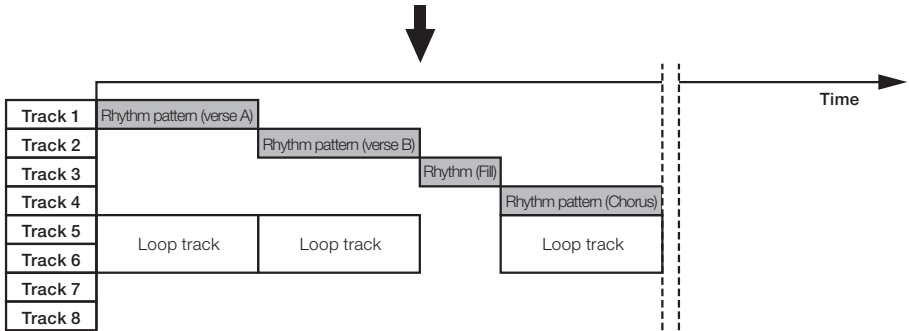 Time
Track 1 Rhythm pattern (verse A)
Track 2 Rhythm pattern (verse B)
Track 3 Rhythm (Fill)
Track 4 Rhythm pattern (Chorus)
Track 5
Loop track Loop track Loop track
Track 6
Track 7
Track 8